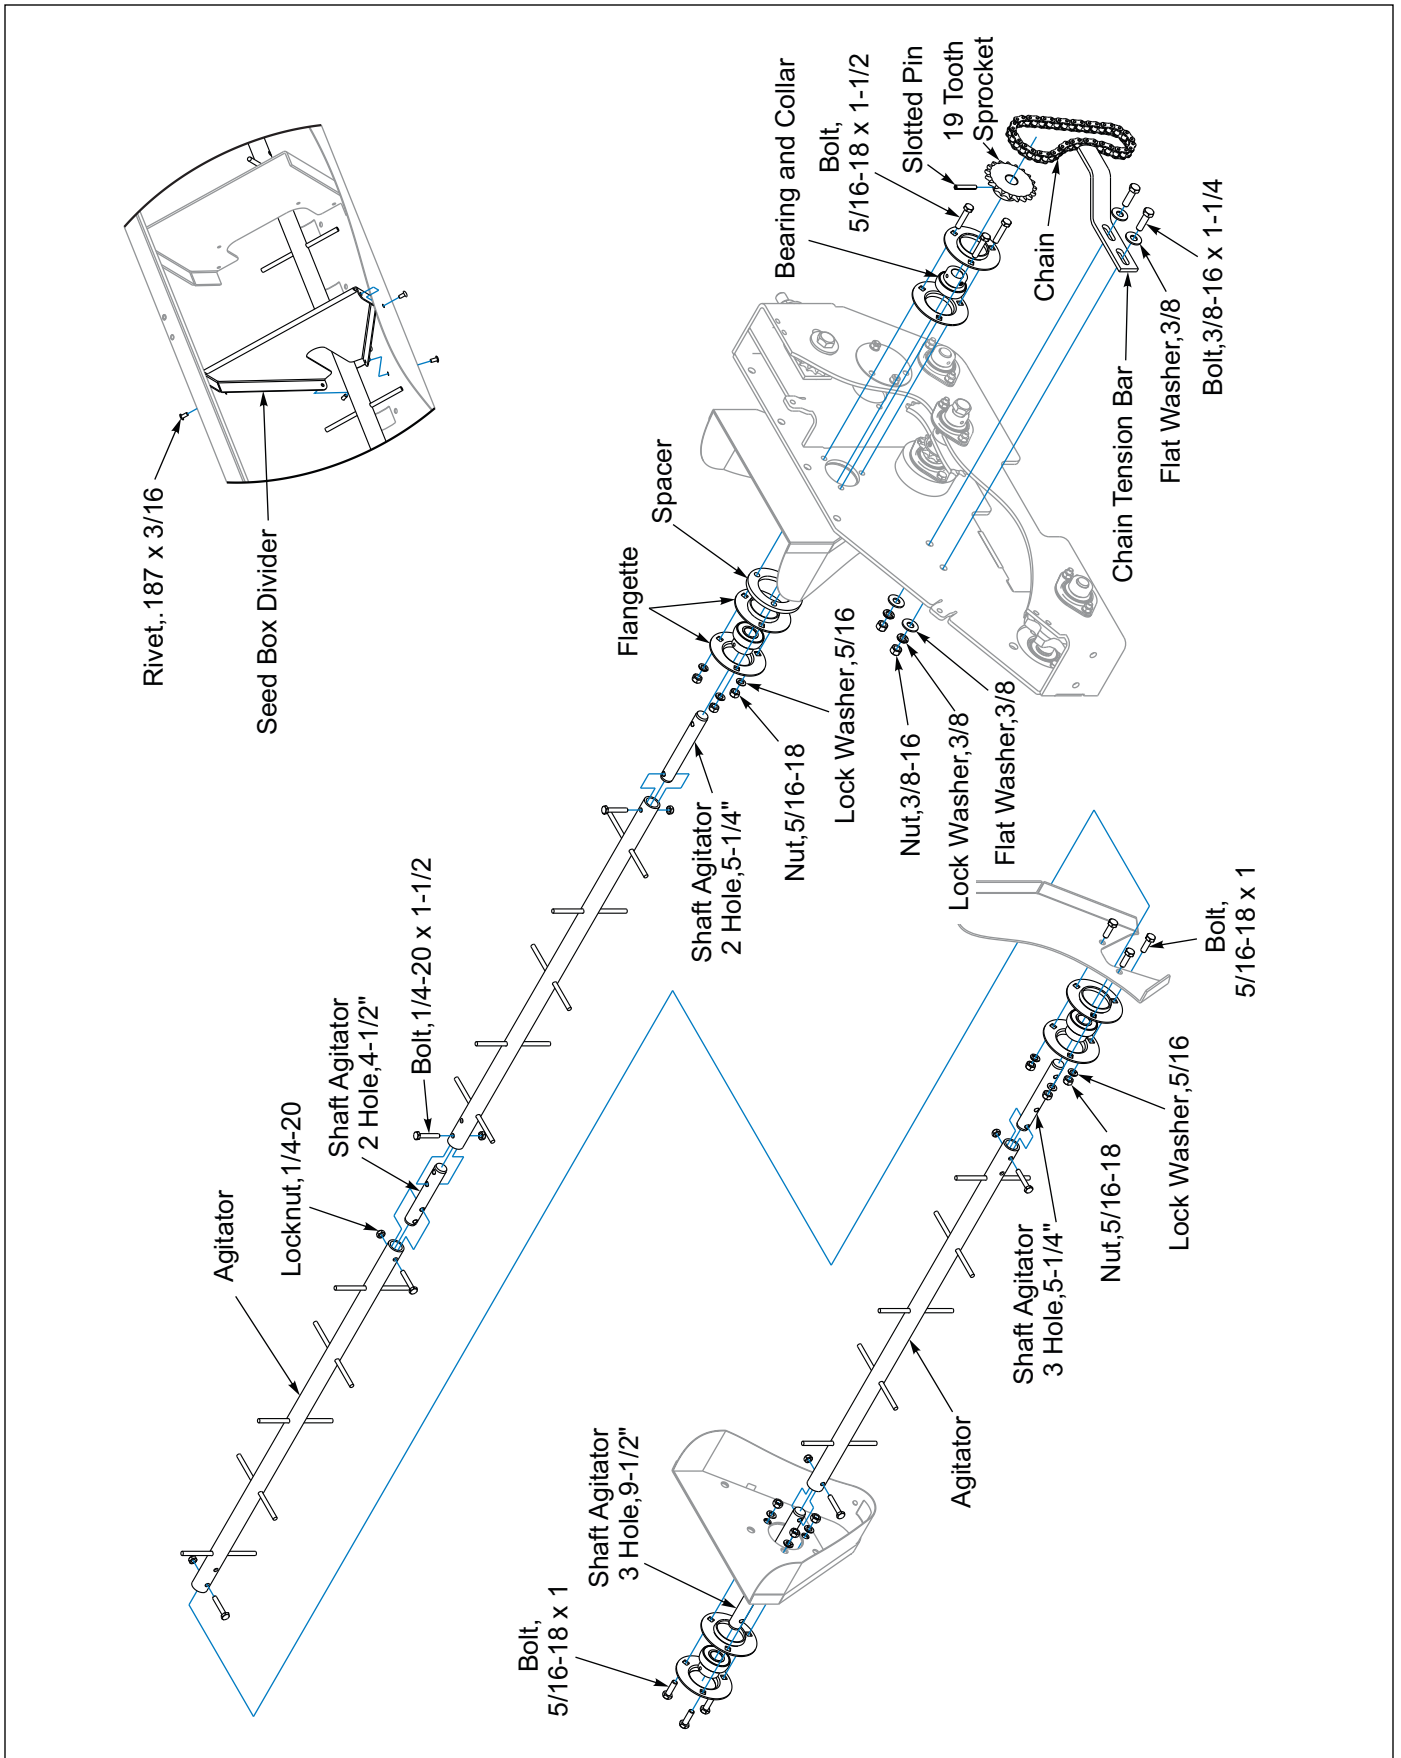 Rivet,.187 x 3/16
Seed Box Divider
Bearing and Collar
Bolt,
5/16-18 x 1-1/2
Slotted Pin
19 Tooth
Sprocket
Chain
Chain Tension Bar
Flat Washer,3/8
Bolt,3/8-16 x 1-1/4
Spacer
Flangette
Lock Washer,5/16
Nut,5/16-18
Shaft Agitator
2 Hole,5-1/4"
Nut,3/8-16
Lock Washer,3/8
Flat Washer,3/8
Bolt,1/4-20 x 1-1/2
Shaft Agitator
2 Hole,4-1/2"
Locknut,1/4-20
Agitator
Bolt,
5/16-18 x 1
Lock Washer,5/16
Nut,5/16-18
Shaft Agitator
3 Hole,5-1/4"
Agitator
Shaft Agitator
3 Hole,9-1/2"
Bolt,
5/16-18 x 1